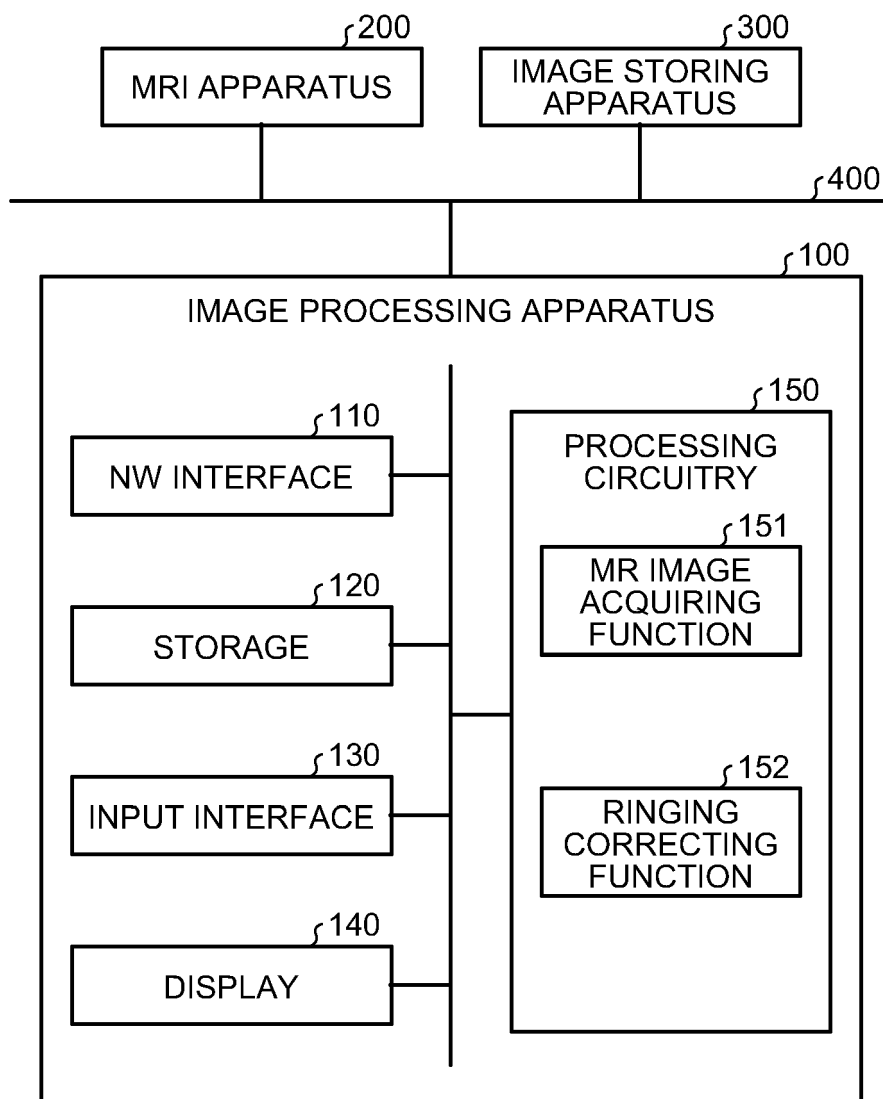 200
MRI APPARATUS
300
IMAGE STORING
APPARATUS
400
100
IMAGE PROCESSING APPARATUS
110
NW INTERFACE
120
STORAGE
130
INPUT INTERFACE
140
DISPLAY
150
PROCESSING
CIRCUITRY
151
MR IMAGE
ACQUIRING
FUNCTION
152
RINGING
CORRECTING
FUNCTION